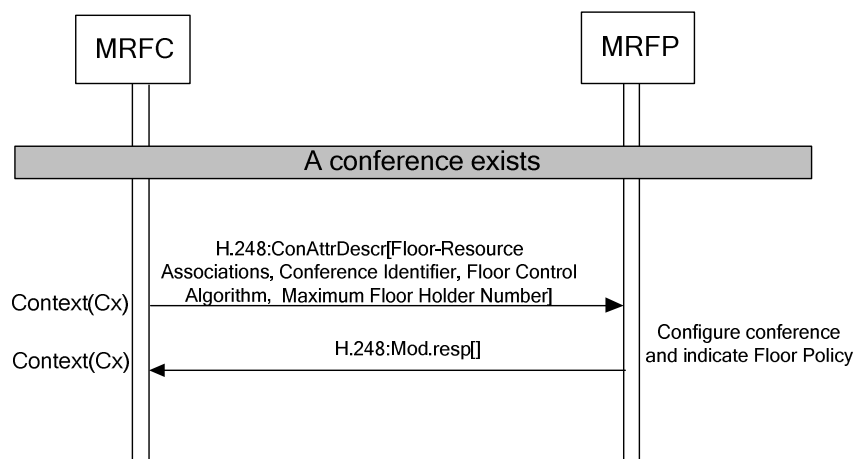 MRFC
MRFP
A conference exists
H.248:ConAttrDescr[Floor-Resource
Associations, Conference Identifier, Floor Control
Algorithm, Maximum Floor Holder Number]
Context(Cx)
Configure conference
and indicate Floor Policy
H.248:Mod.resp[]
Context(Cx)